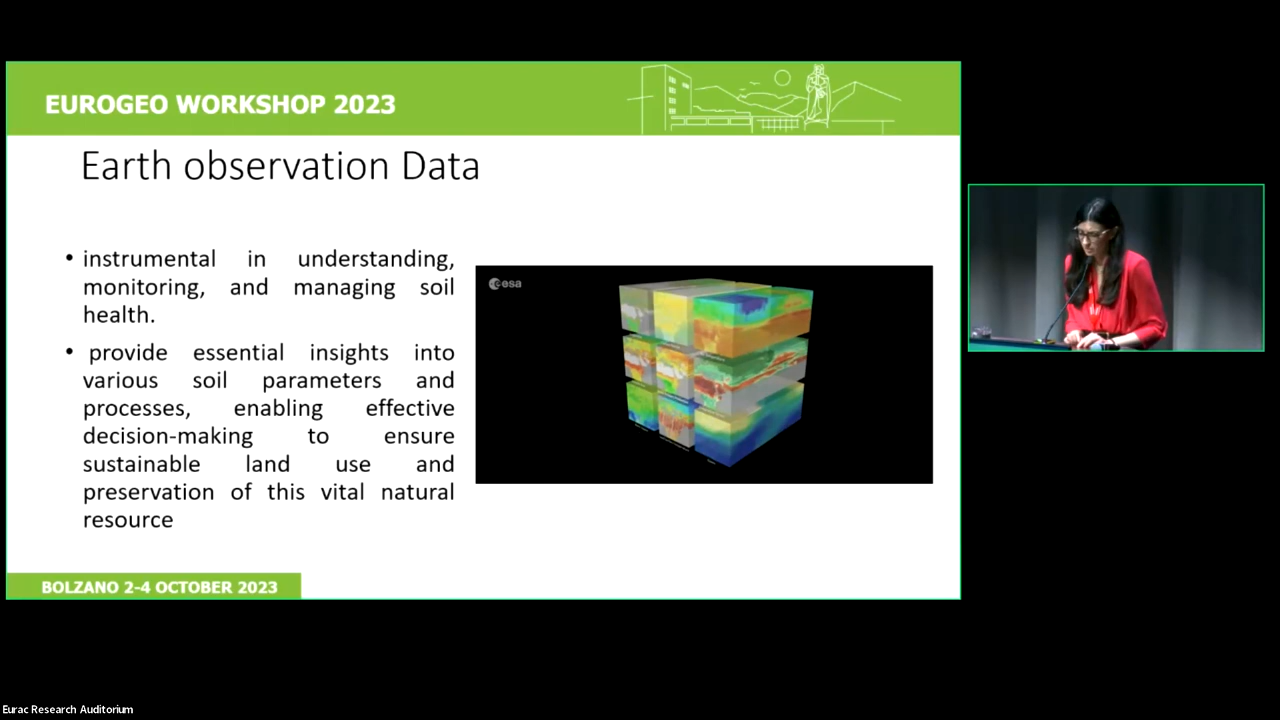 EUROGEO WORKSHOP 2023
Earth observation Data
• instrumental in understanding,
monitoring, and managing soil
health.
• provide essential insights into
various soil parameters and
processes, enabling effective
decision-making to ensure
sustainable land use and
preservation of this vital natural
resource
esa
BOLZANO 2-4 OCTOBER 2023
Eurac Research Auditorium